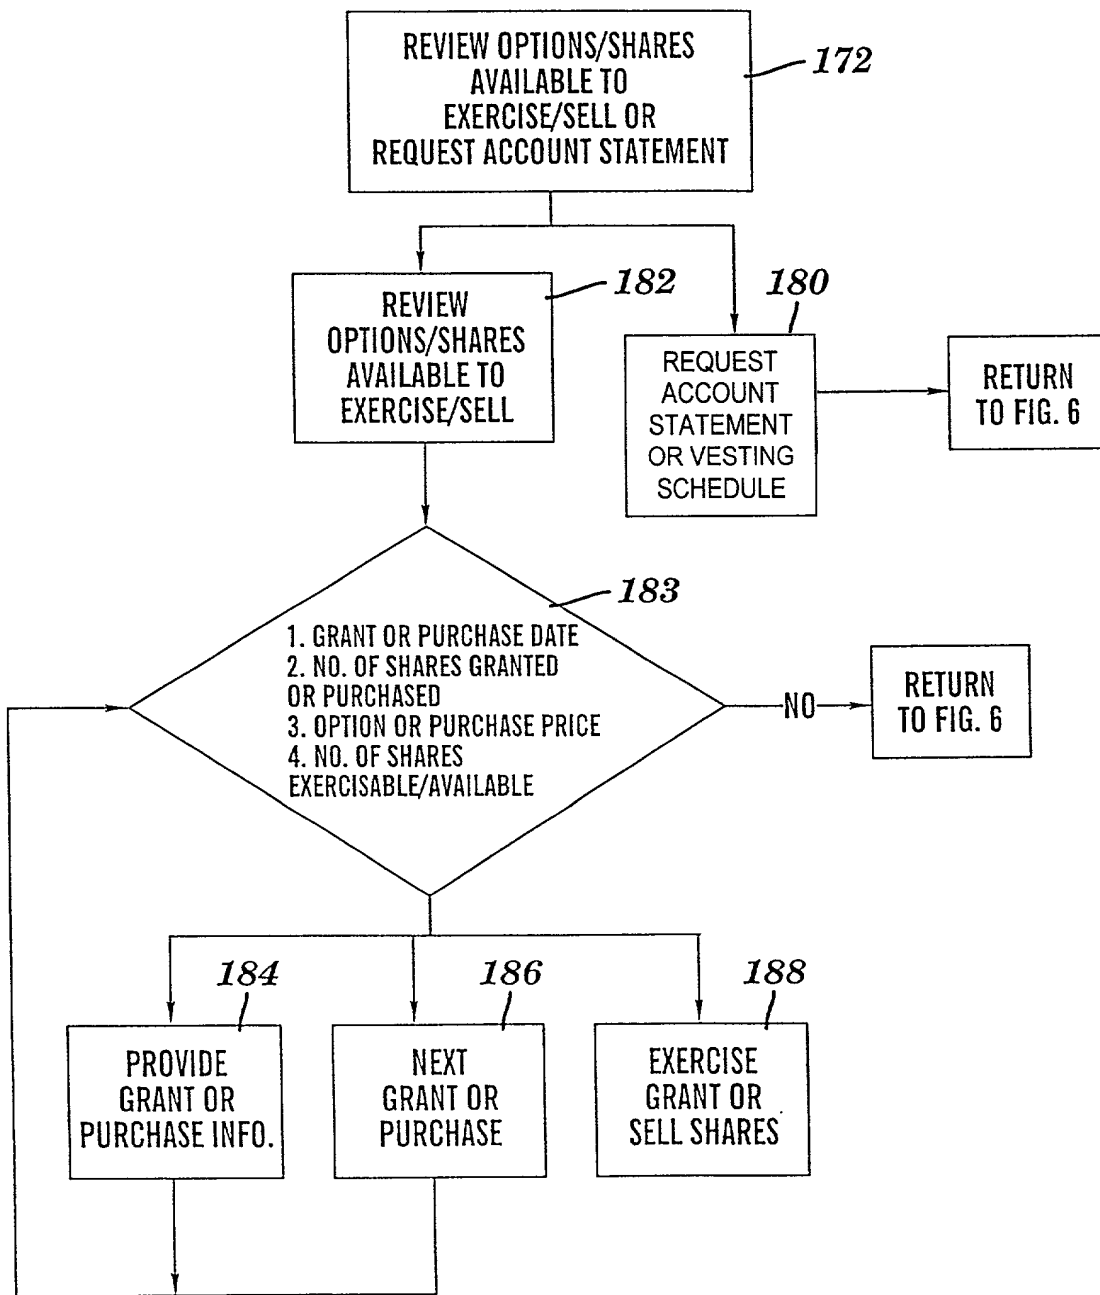 REVIEW OPTIONS/SHARES
AVAILABLE TO
EXERCISE/SELL OR
REQUEST ACCOUNT STATEMENT
172
REVIEW
OPTIONS/SHARES
AVAILABLE TO
EXERCISE/SELL
182
180
REQUEST
ACCOUNT
STATEMENT
OR VESTING
SCHEDULE
RETURN
TO FIG. 6
183
1. GRANT OR PURCHASE DATE
2. NO. OF SHARES GRANTED
OR PURCHASED
3. OPTION OR PURCHASE PRICE
4. NO. OF SHARES
EXERCISABLE/AVAILABLE
NO
RETURN
TO FIG. 6
184
PROVIDE
GRANT OR
PURCHASE INFO.
186
NEXT
GRANT OR
PURCHASE
188
EXERCISE
GRANT OR
SELL SHARES